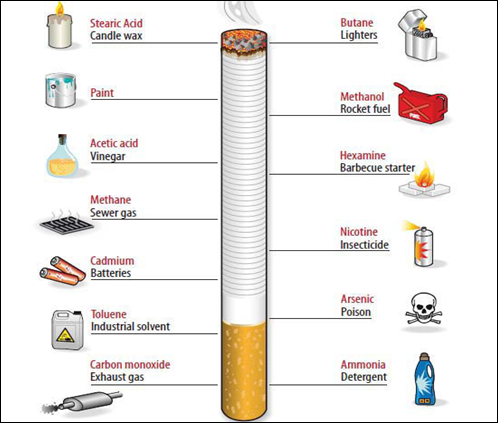 Stearic Acid
Candle wax
Paint
Acetic acid
Vinegar
Methane
Sewer gas
Cadmium
Batteries
Toluene
Industrial solvent
Carbon monoxide
Exhaust gas
Butane
Lighters
Methanol
Rocket fuel
Hexamine
Barbecue starter
Nicotine
Insecticide
Arsenic
Poison
Ammonia
Detergent